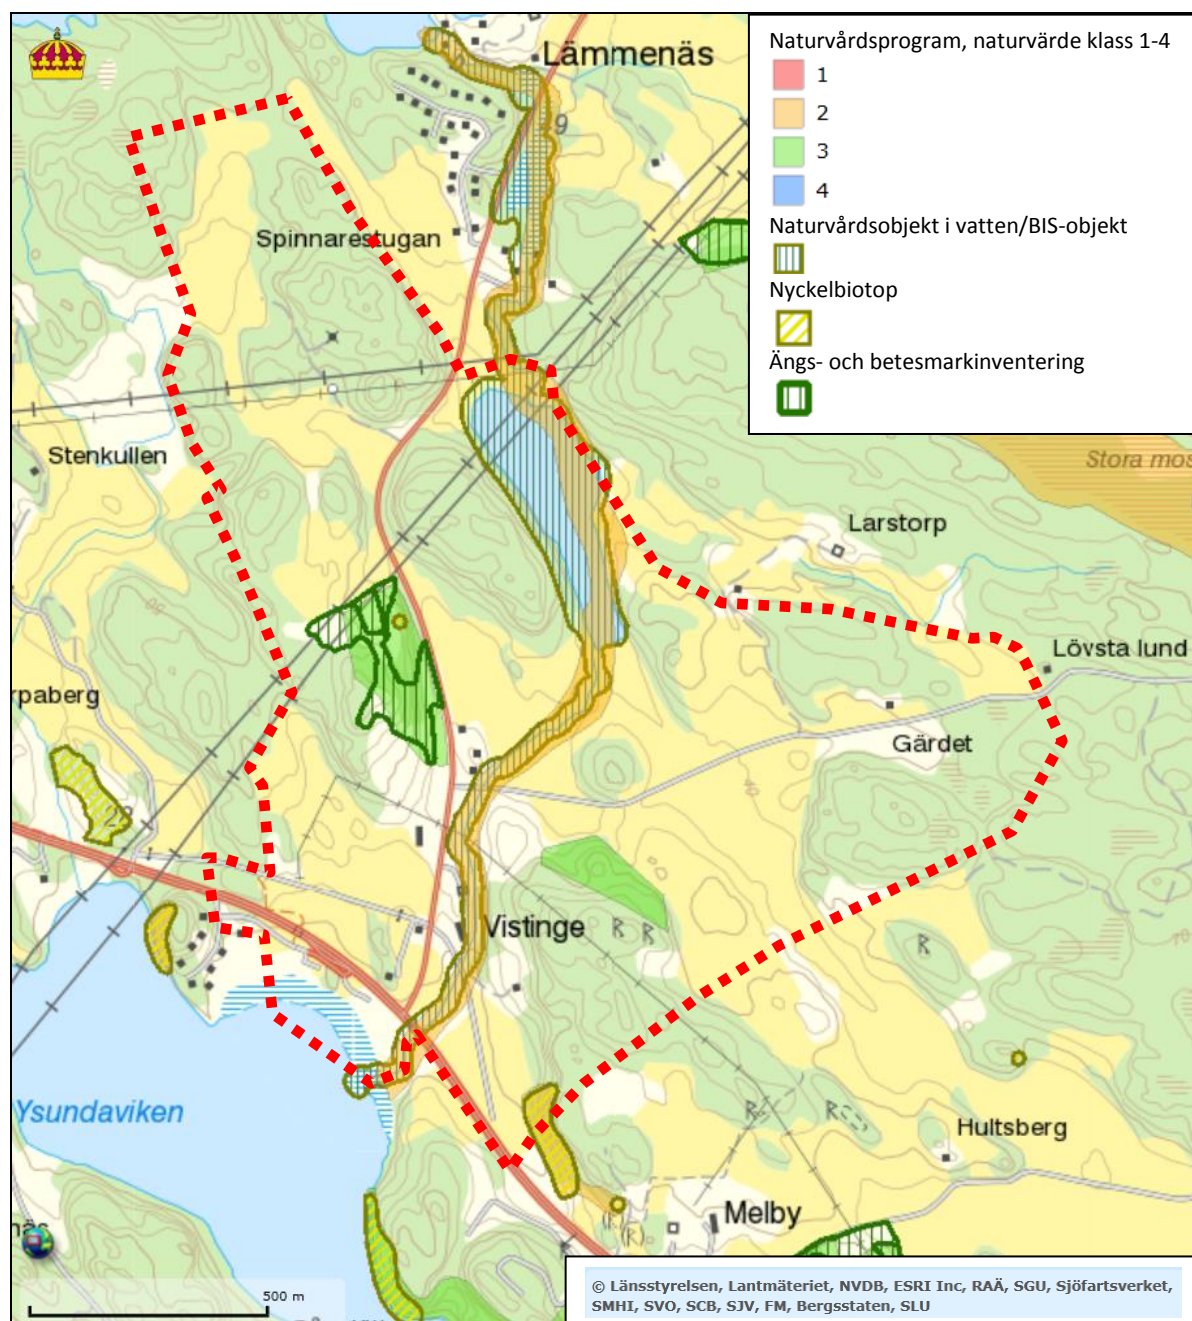 Naturvårdsprogram, naturvärde klass 1-4
1
2
3
4
Naturvårdsobjekt i vatten/BIS-objekt
Nyckelbiotop
Ängs- och betesmarkinventering
Lämmenäs
9
Spinnarestugan
Stenkullen
Stora mos
Larstorp
Lövsta lund
rpaberg
Gärdet
Vistinge
R R
R
Ysundaviken
R R
Hultsberg
Melby
(R)
näs
500 m
© Länsstyrelsen, Lantmäteriet, NVDB, ESRI Inc, RAÄ, SGU, Sjöfartsverket,
SMHI, SVO, SCB, SJV, FM, Bergsstaten, SLU